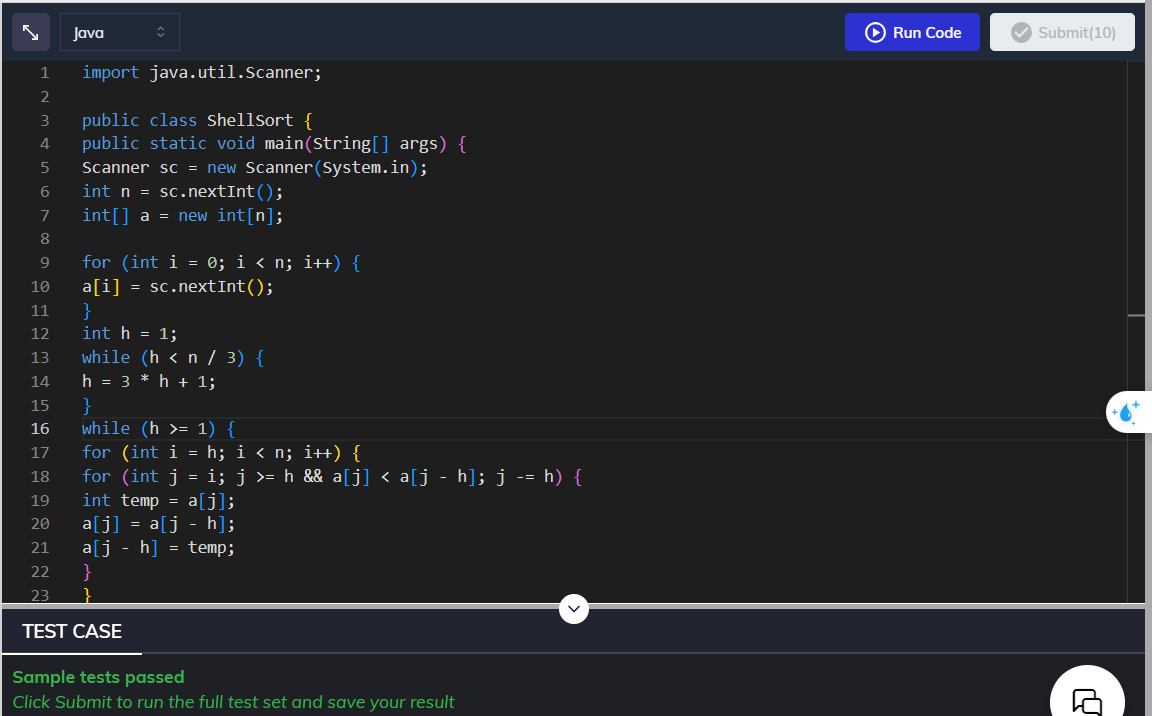 Java
Run Code
Submit(10)
1 import java.util.Scanner;
2
3 public class ShellSort {
4 public static void main(String[] args) {
5 Scanner sc = new Scanner(System.in);
6 int n = sc.nextInt();
7 int[] a = new int[n];
8
9 for (int i = 0; i < n; i++) {
10 a[i] = sc.nextInt();
11 }
12 int h = 1;
13 while (h < n / 3) {
14 h = 3 * h + 1;
15 }
16 while (h >= 1) {
17 for (int i = h; i < n; i++) {
18 for (int j = i; j >= h && a[j] < a[j - h]; j -= h) {
19 int temp = a[j];
20 a[j] = a[j - h];
21 a[j - h] = temp;
22 }
23 }
TEST CASE
Sample tests passed
Click Submit to run the full test set and save your result